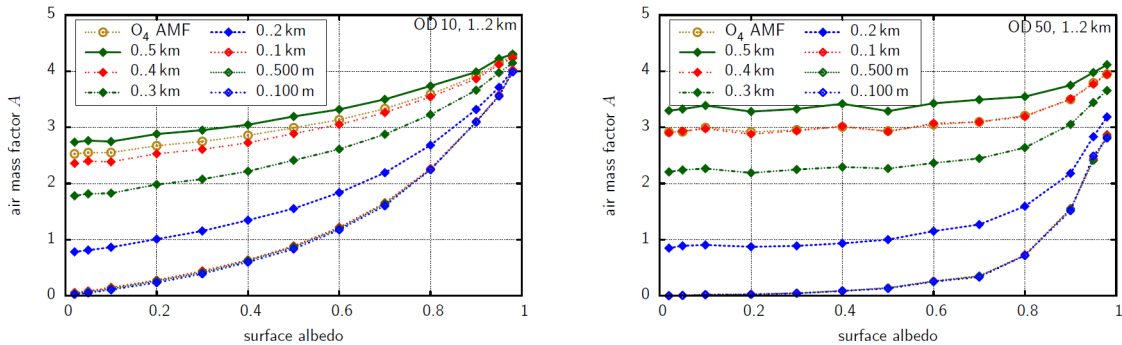 5
4
3
2
1
0
air mass factor A
0
0.2
0.4
0.6
0.8
1
surface albedo
OD 10, 1..2 km
O4 AMF
0..5 km
0..4 km
0..3 km
0..2 km
0..1 km
0..500 m
0..100 m
5
4
3
2
1
0
air mass factor A
0
0.2
0.4
0.6
0.8
1
surface albedo
OD 50, 1..2 km
O4 AMF
0..5 km
0..4 km
0..3 km
0..2 km
0..1 km
0..500 m
0..100 m